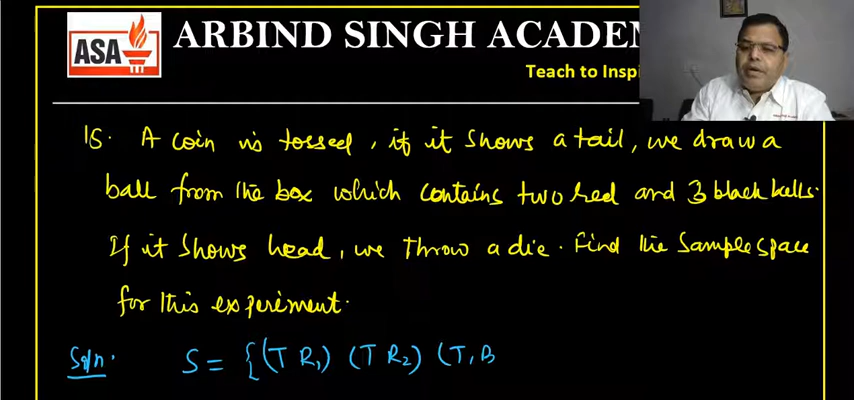 ASA
ARBIND SINGH ACADEM
Teach to Inspi
15. A coin is tossed, if it shows a tail, we draw a
ball from the box which contains two red and 3 black balls.
If it shows head, we throw a die. Find the sample space
for this experiment.
Soln. S = {(T R₁) (T R₂) (T, B